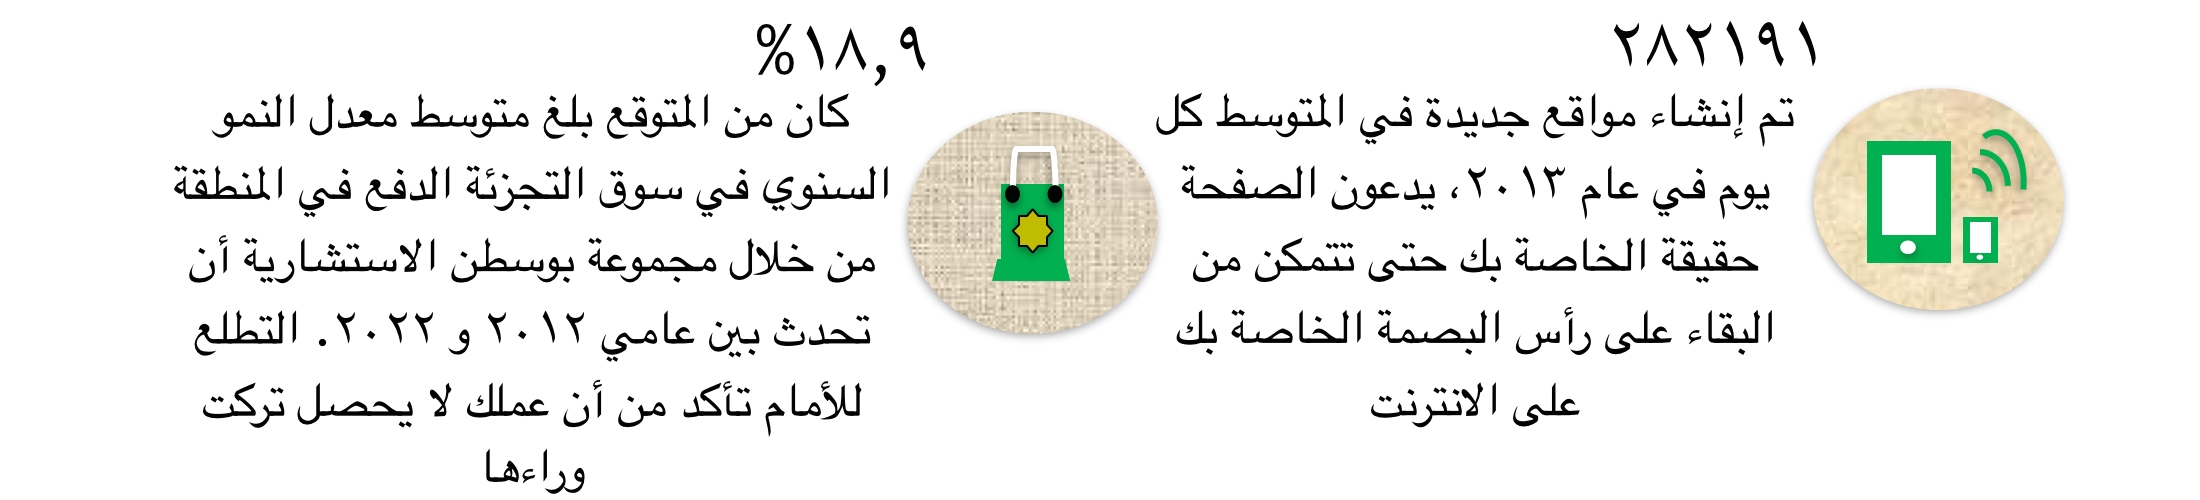 ٢٨٢١٩١
تم إنشاء مواقع جديدة في المتوسط كل
يوم في عام ٢٠١٣، يدعون الصفحة
حقيقة الخاصة بك حتى تتمكن من
البقاء على رأس البصمة الخاصة بك
على الانترنت
%١٨,٩
كان من المتوقع بلغ متوسط معدل النمو
السنوي في سوق التجزئة الدفع في المنطقة
من خلال مجموعة بوسطن الاستشارية أن
تحدث بين عامي ٢٠١٢ و ٢٠٢٢. التطلع
للأمام تأكد من أن عملك لا يحصل تركت
وراءها